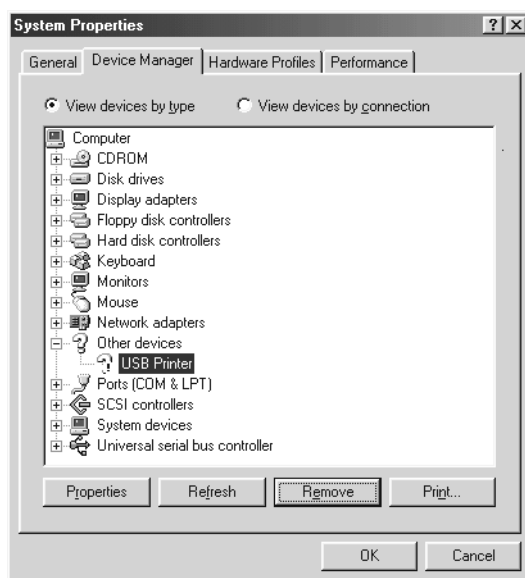 System Properties
General Device Manager Hardware Profiles Performance
View devices by type View devices by connection
Computer
CDROM
Disk drives
Display adapters
Floppy disk controllers
Hard disk controllers
Keyboard
Monitors
Mouse
Network adapters
Other devices
USB Printer
Ports (COM & LPT)
SCSI controllers
System devices
Universal serial bus controller
Properties Refresh Remove Print...
OK Cancel